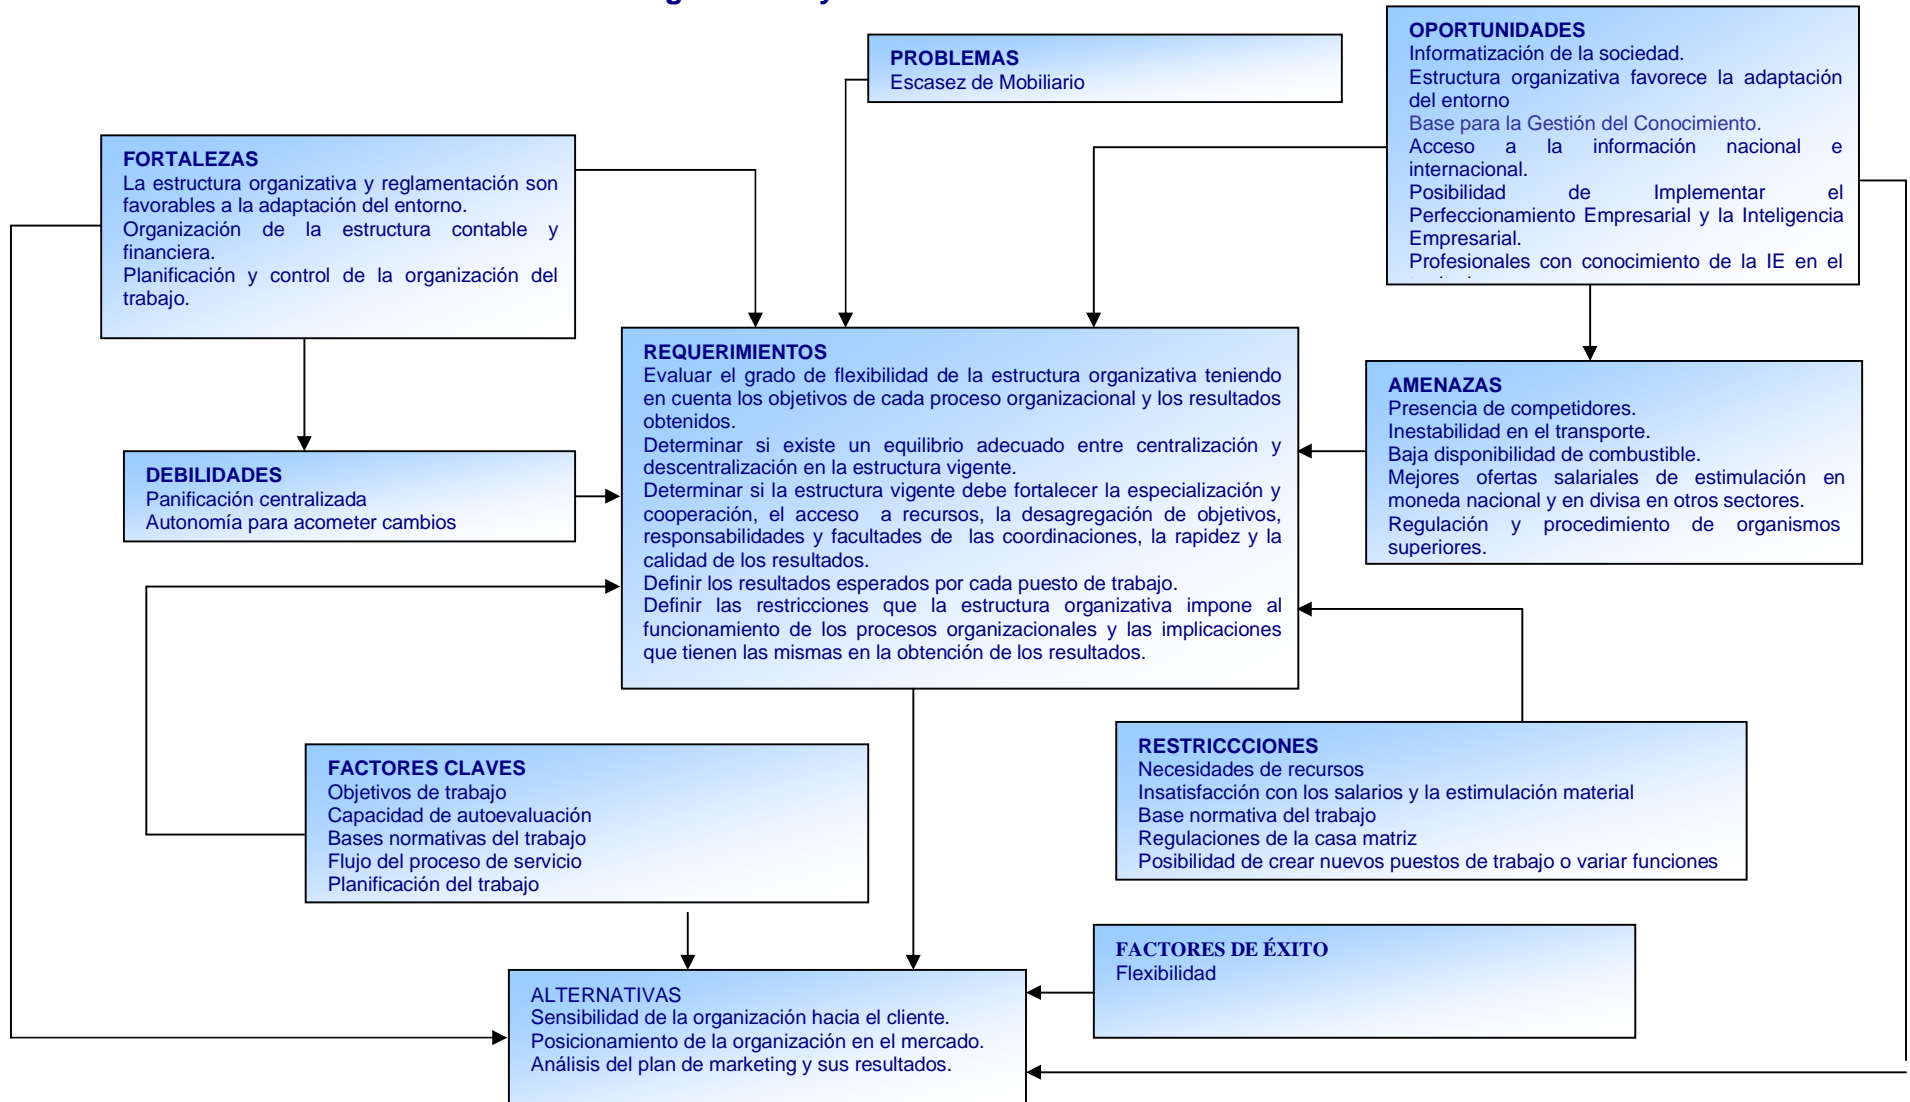 PROBLEMAS
Escasez de Mobiliario
OPORTUNIDADES
Informatización de la sociedad.
Estructura organizativa favorece la adaptación
del entorno
Base para la Gestión del Conocimiento.
Acceso a la información nacional e
internacional.
Posibilidad de Implementar el
Perfeccionamiento Empresarial y la Inteligencia
Empresarial.
Profesionales con conocimiento de la IE en el
FORTALEZAS
La estructura organizativa y reglamentación son
favorables a la adaptación del entorno.
Organización de la estructura contable y
financiera.
Planificación y control de la organización del
trabajo.
REQUERIMIENTOS
Evaluar el grado de flexibilidad de la estructura organizativa teniendo
en cuenta los objetivos de cada proceso organizacional y los resultados
obtenidos.
Determinar si existe un equilibrio adecuado entre centralización y
descentralización en la estructura vigente.
Determinar si la estructura vigente debe fortalecer la especialización y
cooperación, el acceso a recursos, la desagregación de objetivos,
responsabilidades y facultades de las coordinaciones, la rapidez y la
calidad de los resultados.
Definir los resultados esperados por cada puesto de trabajo.
Definir las restricciones que la estructura organizativa impone al
funcionamiento de los procesos organizacionales y las implicaciones
que tienen las mismas en la obtención de los resultados.
AMENAZAS
Presencia de competidores.
Inestabilidad en el transporte.
Baja disponibilidad de combustible.
Mejores ofertas salariales de estimulación en
moneda nacional y en divisa en otros sectores.
Regulación y procedimiento de organismos
superiores.
DEBILIDADES
Panificación centralizada
Autonomía para acometer cambios
RESTRICCCIONES
Necesidades de recursos
Insatisfacción con los salarios y la estimulación material
Base normativa del trabajo
Regulaciones de la casa matriz
Posibilidad de crear nuevos puestos de trabajo o variar funciones
FACTORES CLAVES
Objetivos de trabajo
Capacidad de autoevaluación
Bases normativas del trabajo
Flujo del proceso de servicio
Planificación del trabajo
FACTORES DE ÉXITO
Flexibilidad
ALTERNATIVAS
Sensibilidad de la organización hacia el cliente.
Posicionamiento de la organización en el mercado.
Análisis del plan de marketing y sus resultados.